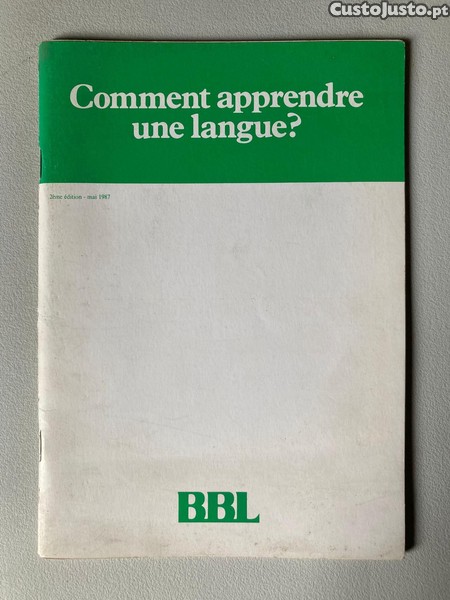 CustoJusto.pt
Comment apprendre
une langue?
2ème édition - mai 1987
BBL